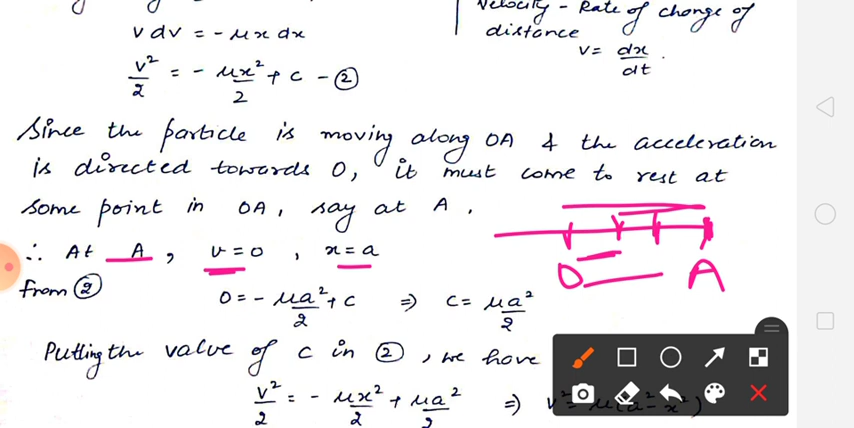 Velocity - Rate of change of
distance
v = dx/dt.
v dv = - μx dx
v²/2 = - μx²/2 + c - ②
Since the particle is moving along OA & the acceleration
is directed towards O, it must come to rest at
some point in OA, say at A.
∴ At A, v = 0, x = a
from ②
0 = - μa²/2 + c ⇒ c = μa²/2
O A
Putting the value of c in ②, we have
v²/2 = - μx²/2 + μa²/2 ⇒